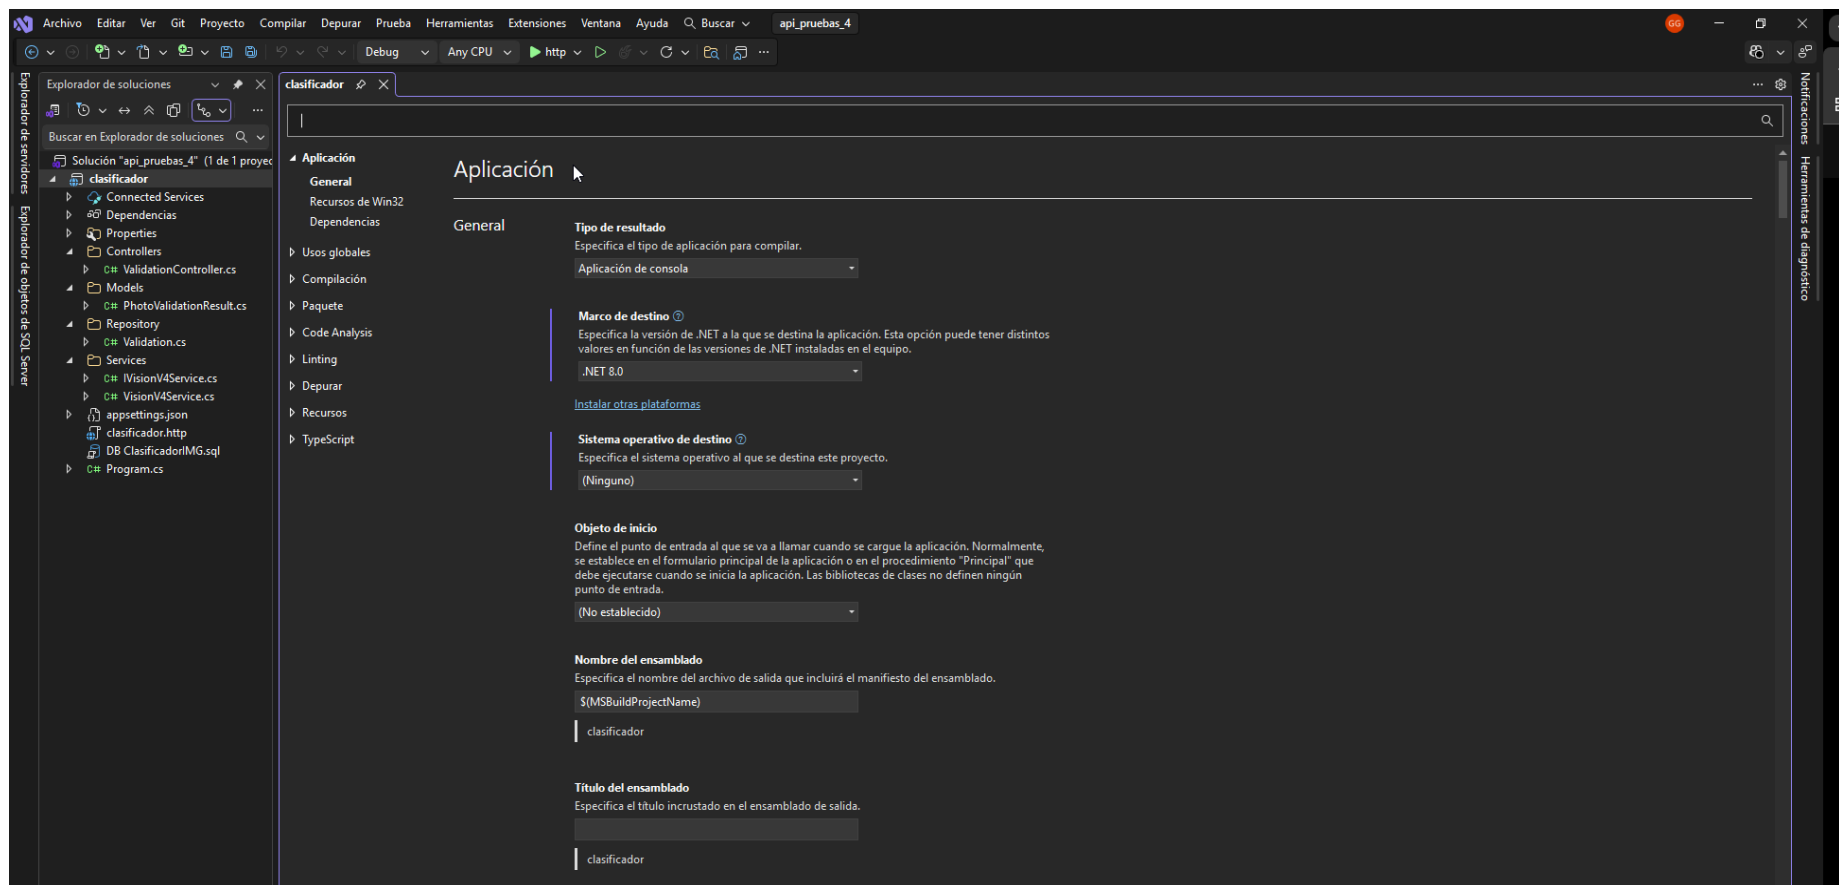 Archivo Editar Ver Git Proyecto Compilar Depurar Prueba Herramientas Extensiones Ventana Ayuda Buscar api_pruebas_4 GG
Debug Any CPU http
Explorador de servidores
Explorador de objetos de SQL Server
Explorador de soluciones
Buscar en Explorador de soluciones
Solución "api_pruebas_4" (1 de 1 proyec
clasificador
Connected Services
Dependencias
Properties
Controllers
C# ValidationController.cs
Models
C# PhotoValidationResult.cs
Repository
C# Validation.cs
Services
C# IVisionV4Service.cs
C# VisionV4Service.cs
appsettings.json
clasificador.http
DB ClasificadorIMG.sql
C# Program.cs
clasificador
Aplicación
General
Recursos de Win32
Dependencias
Usos globales
Compilación
Paquete
Code Analysis
Linting
Depurar
Recursos
TypeScript
Aplicación
General
Tipo de resultado
Especifica el tipo de aplicación para compilar.
Aplicación de consola
Marco de destino
Especifica la versión de .NET a la que se destina la aplicación. Esta opción puede tener distintos
valores en función de las versiones de .NET instaladas en el equipo.
.NET 8.0
Instalar otras plataformas
Sistema operativo de destino
Especifica el sistema operativo al que se destina este proyecto.
(Ninguno)
Objeto de inicio
Define el punto de entrada al que se va a llamar cuando se cargue la aplicación. Normalmente,
se establece en el formulario principal de la aplicación o en el procedimiento "Principal" que
debe ejecutarse cuando se inicia la aplicación. Las bibliotecas de clases no definen ningún
punto de entrada.
(No establecido)
Nombre del ensamblado
Especifica el nombre del archivo de salida que incluirá el manifiesto del ensamblado.
$(MSBuildProjectName)
clasificador
Título del ensamblado
Especifica el título incrustado en el ensamblado de salida.
clasificador
Notificaciones
Herramientas de diagnóstico